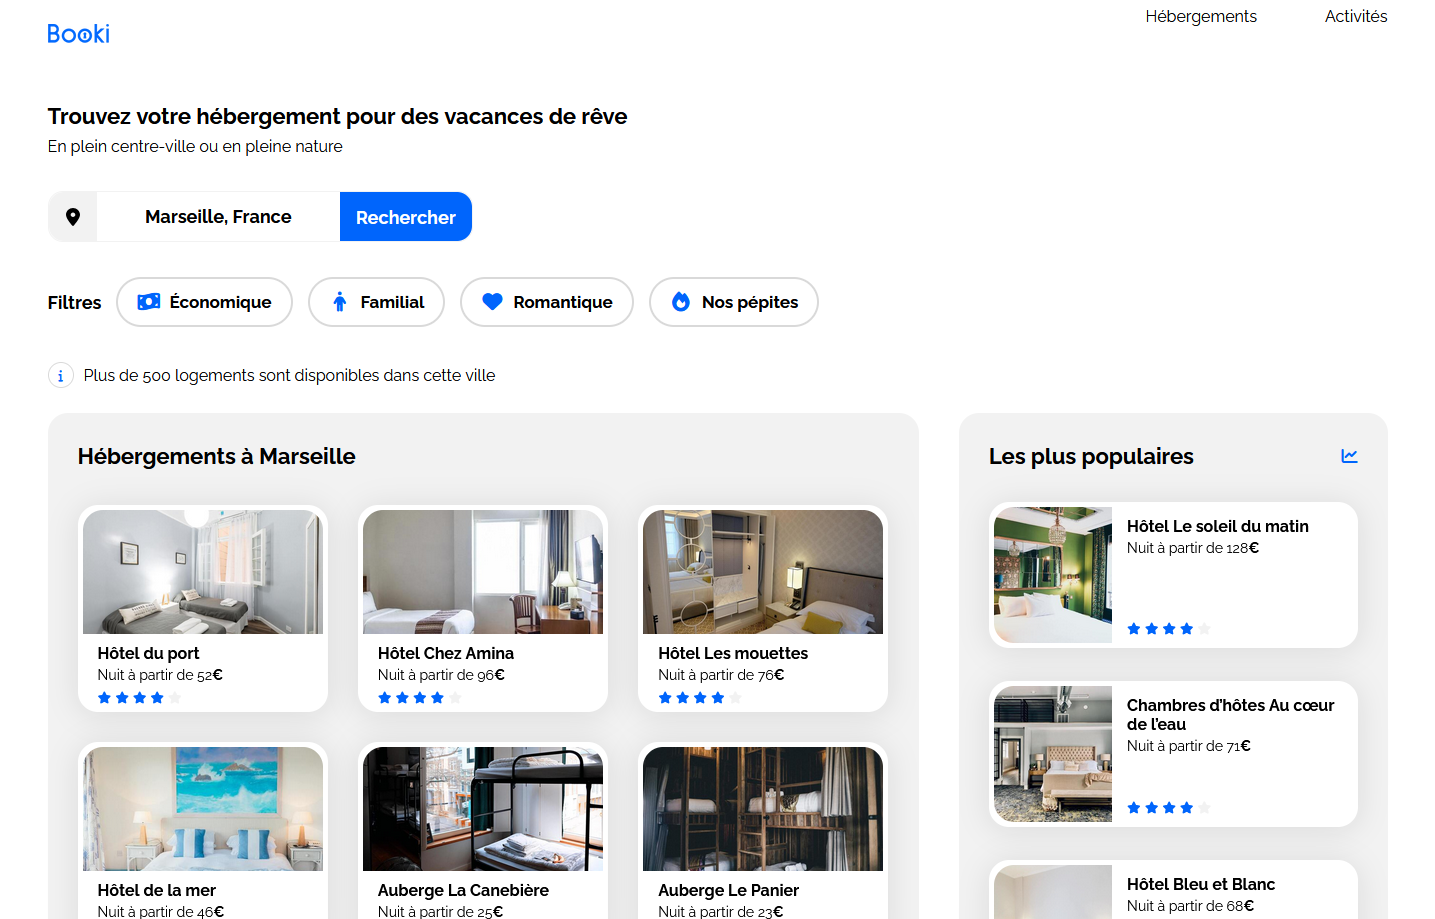 Booki
Hébergements
Activités
Trouvez votre hébergement pour des vacances de rêve
En plein centre-ville ou en pleine nature
Marseille, France
Rechercher
Filtres
Économique
Familial
Romantique
Nos pépites
Plus de 500 logements sont disponibles dans cette ville
Hébergements à Marseille
Hôtel du port
Nuit à partir de 52€
Hôtel Chez Amina
Nuit à partir de 96€
Hôtel Les mouettes
Nuit à partir de 76€
Hôtel de la mer
Nuit à partir de 46€
Auberge La Canebière
Nuit à partir de 25€
Auberge Le Panier
Nuit à partir de 23€
Les plus populaires
Hôtel Le soleil du matin
Nuit à partir de 128€
Chambres d'hôtes Au cœur
de l'eau
Nuit à partir de 71€
Hôtel Bleu et Blanc
Nuit à partir de 68€